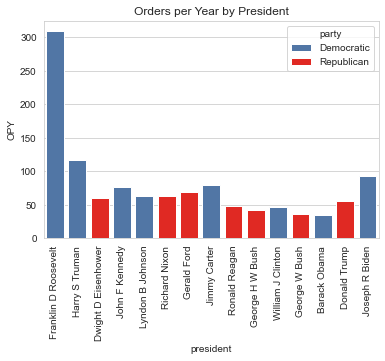 Orders per Year by President
party
Democratic
Republican
OPY
300
250
200
150
100
50
0
Franklin D Roosevelt
Harry S Truman
Dwight D Eisenhower
John F Kennedy
Lyndon B Johnson
Richard Nixon
Gerald Ford
Jimmy Carter
Ronald Reagan
George H W Bush
William J Clinton
George W Bush
Barack Obama
Donald Trump
Joseph R Biden
president